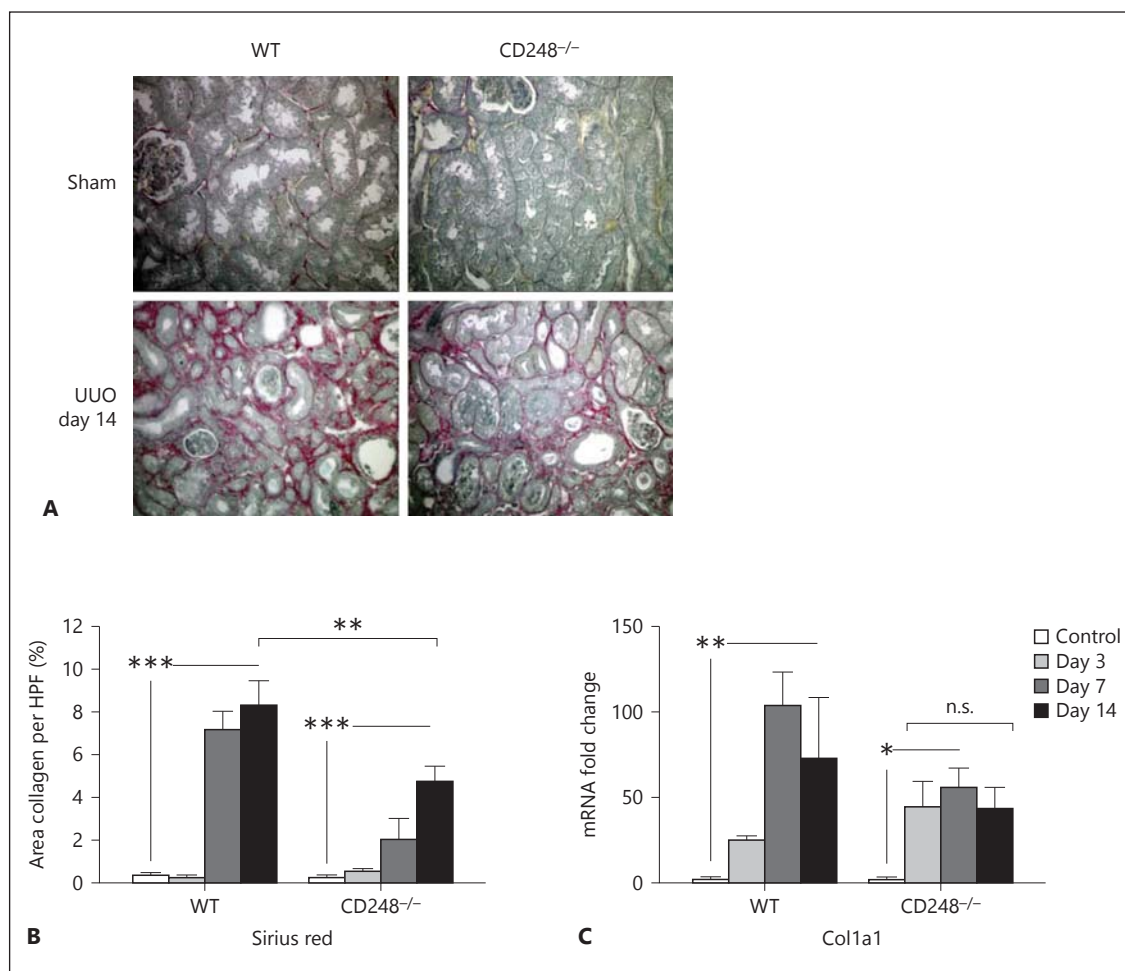 WT CD248–/–
Sham
UUO
day 14
A
12
10
8
6
4
2
0
Area collagen per HPF (%)
***
**
***
WT CD248–/–
B Sirius red
150
100
50
0
mRNA fold change
**
*
n.s.
Control
Day 3
Day 7
Day 14
WT CD248–/–
C Col1a1